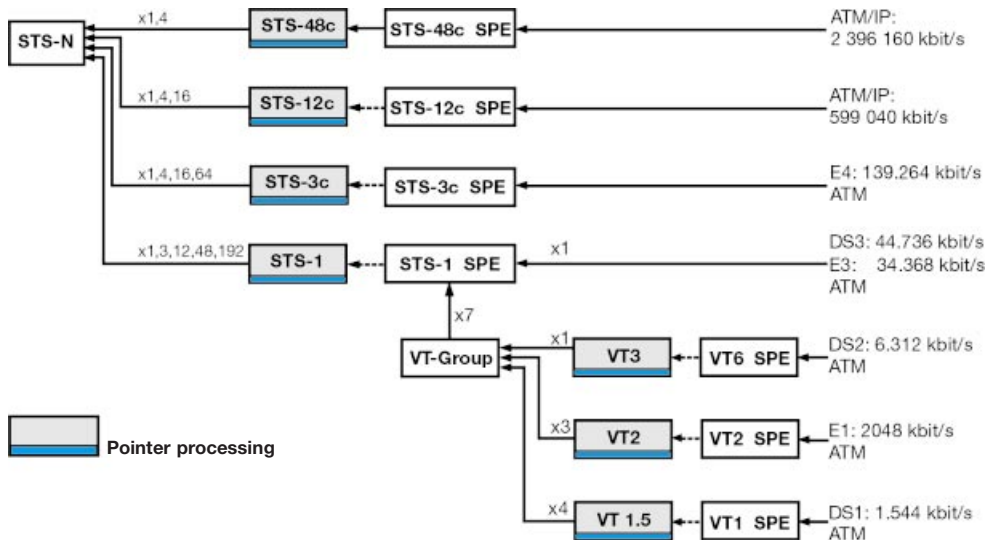 x1,4
STS-48c
STS-48c SPE
ATM/IP:
2 396 160 kbit/s
STS-N
x1,4,16
STS-12c
STS-12c SPE
ATM/IP:
599 040 kbit/s
x1,4,16,64
STS-3c
STS-3c SPE
E4: 139.264 kbit/s
ATM
x1,3,12,48,192
STS-1
STS-1 SPE
x1
DS3: 44.736 kbit/s
E3: 34.368 kbit/s
ATM
x7
VT-Group
x1
VT3
VT6 SPE
DS2: 6.312 kbit/s
ATM
x3
VT2
VT2 SPE
E1: 2048 kbit/s
ATM
Pointer processing
x4
VT 1.5
VT1 SPE
DS1: 1.544 kbit/s
ATM